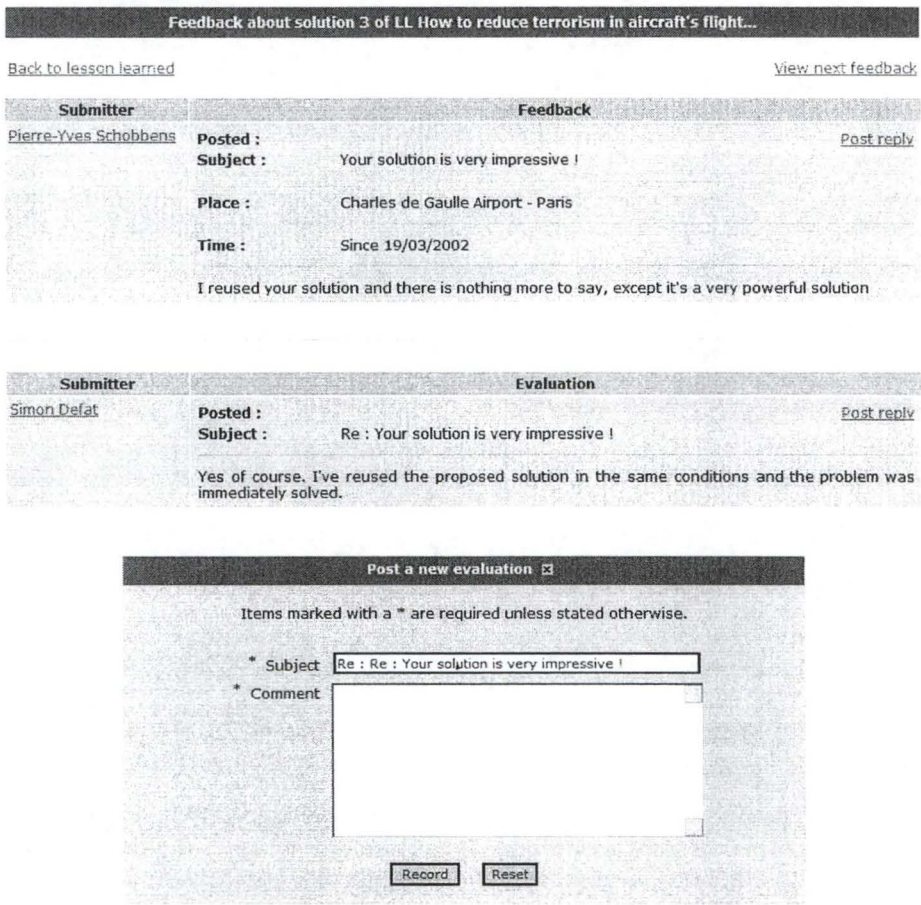 Feedback about solution 3 of LL How to reduce terrorism in aircraft's flight...
Back to lesson learned View next feedback
Submitter Feedback
Pierre-Yves Schobbens Posted : Post reply
Subject : Your solution is very impressive !
Place : Charles de Gaulle Airport - Paris
Time : Since 19/03/2002
I reused your solution and there is nothing more to say, except it's a very powerful solution
Submitter Evaluation
Simon Defat Posted : Post reply
Subject : Re : Your solution is very impressive !
Yes of course. I've reused the proposed solution in the same conditions and the problem was
immediately solved.
Post a new evaluation
Items marked with a * are required unless stated otherwise.
* Subject Re : Re : Your solution is very impressive !
* Comment
Record Reset